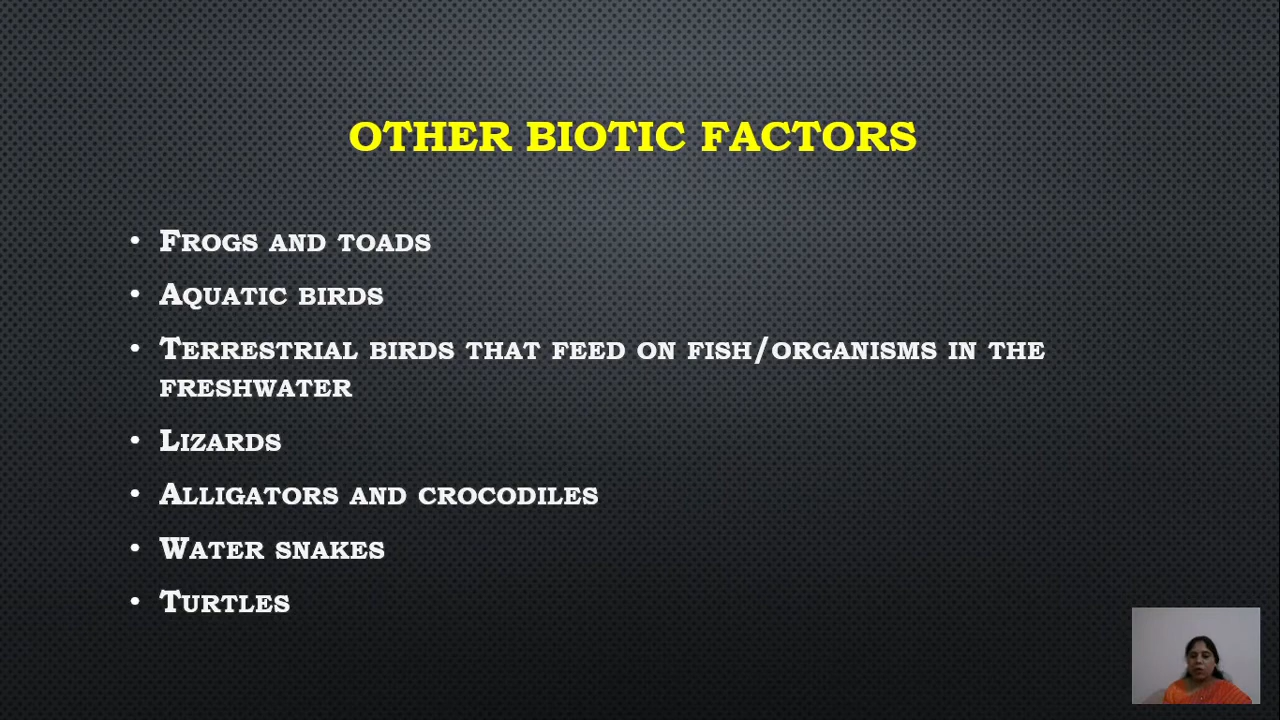 OTHER BIOTIC FACTORS
• FROGS AND TOADS
• AQUATIC BIRDS
• TERRESTRIAL BIRDS THAT FEED ON FISH/ORGANISMS IN THE
FRESHWATER
• LIZARDS
• ALLIGATORS AND CROCODILES
• WATER SNAKES
• TURTLES